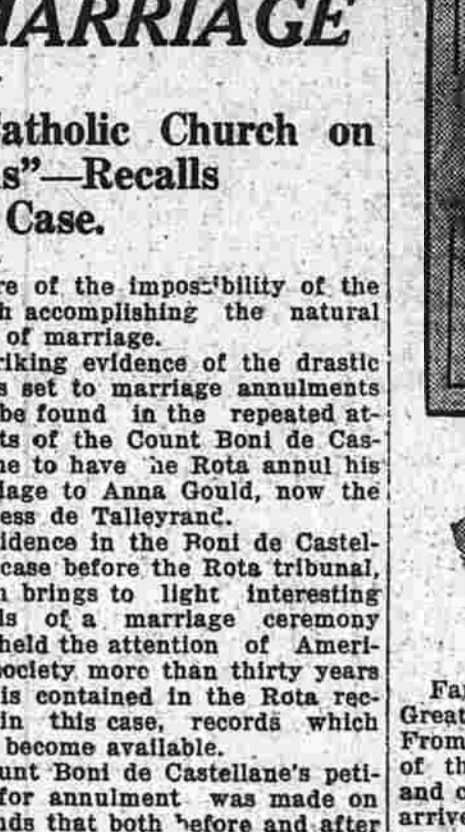 MARRIAGE
atholic Church on
s”—Recalls
Case.
re of the impossibility of the
h accomplishing the natural
of marriage.
riking evidence of the drastic
s set to marriage annulments
be found in the repeated at-
ts of the Count Boni de Cas-
ne to have he Rota annul his
iage to Anna Gould, now the
ess de Talleyrand.
idence in the Boni de Castel-
case before the Rota tribunal,
h brings to light interesting
ls of a marriage ceremony
held the attention of Ameri-
society more than thirty years
is contained in the Rota rec-
in this case, records which
become available.
unt Boni de Castellane's peti-
for annulment was made on
nds that both before and after
Fa
Great
From
of th
and c
arrive